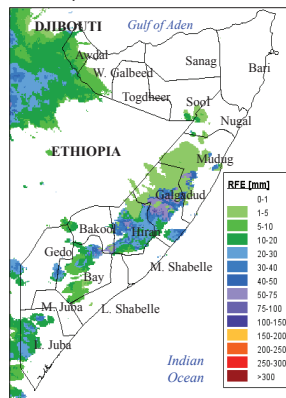 DJIBOUTI
Gulf of Aden
Awdal
Sanag
Bari
W. Galbeed
Togdheer
Sool
Nugal
ETHIOPIA
Mudug
Galgadud
Bakool
Hiran
Gedo
Bay
M. Shabelle
M. Juba
L. Shabelle
L. Juba
Indian
Ocean
RFE [mm]
0-1
1-5
5-10
10-20
20-30
30-40
40-50
50-75
75-100
100-150
150-200
200-250
250-300
>300